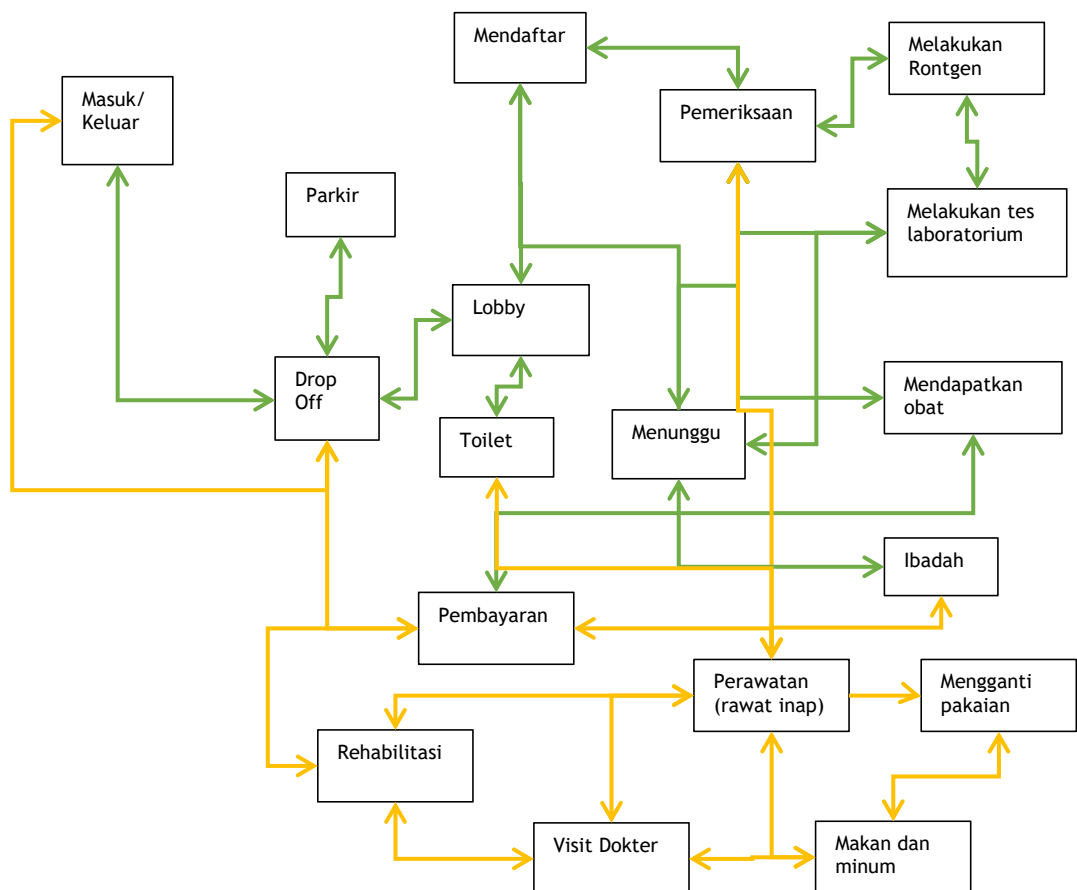 Mendaftar
Melakukan
Rontgen
Masuk/
Keluar
Pemeriksaan
Parkir
Melakukan tes
laboratorium
Lobby
Drop
Off
Mendapatkan
obat
Toilet
Menunggu
Ibadah
Pembayaran
Perawatan
(rawat inap)
Mengganti
pakaian
Rehabilitasi
Visit Dokter
Makan dan
minum